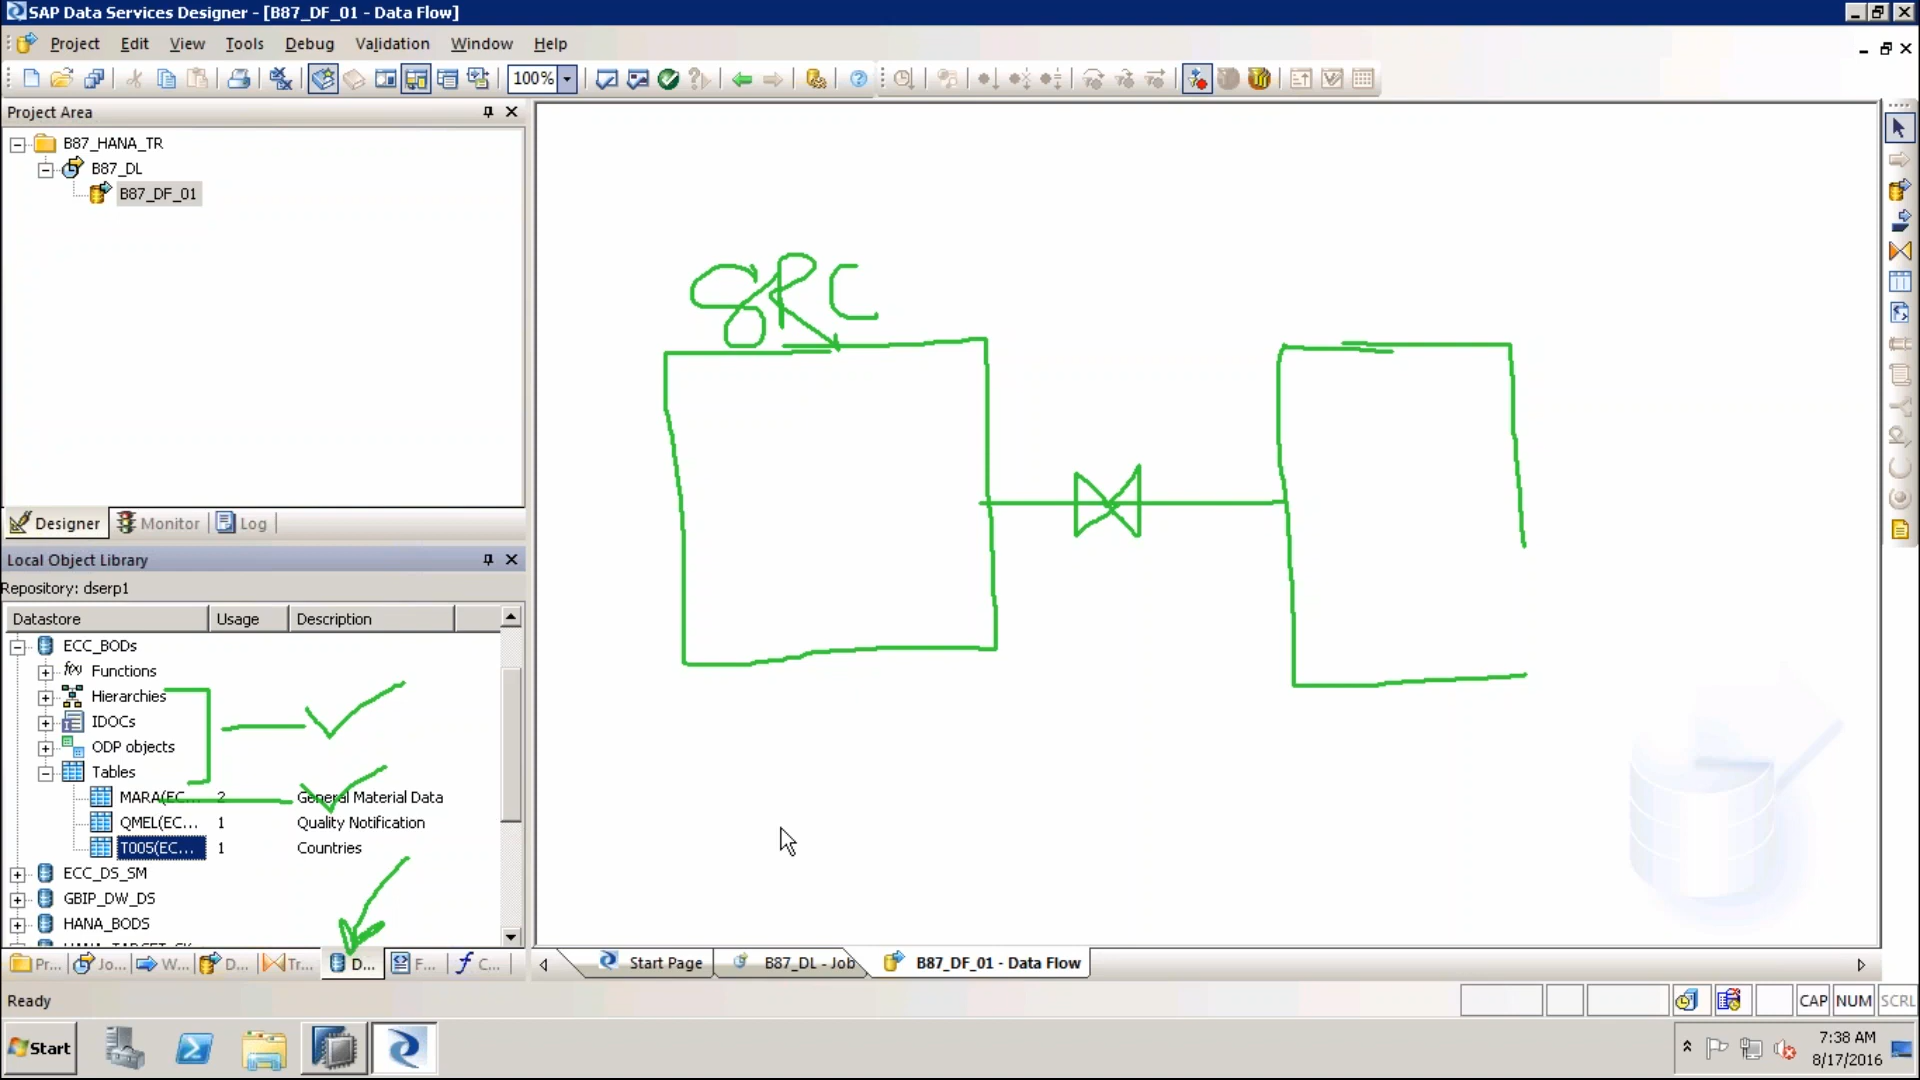 SAP Data Services Designer - [B87_DF_01 - Data Flow]
Project Edit View Tools Debug Validation Window Help
100%
Project Area
B87_HANA_TR
B87_DL
B87_DF_01
SRC
Designer Monitor Log
Local Object Library
Repository: dserp1
Datastore Usage Description
ECC_BODs
Functions
Hierarchies
IDOCs
ODP objects
Tables
MARA(EC... 2 General Material Data
QMEL(EC... 1 Quality Notification
T005(EC... 1 Countries
ECC_DS_SM
GBIP_DW_DS
HANA_BODS
Pr... Jo... W... D... Tr... D... F... C...
Start Page B87_DL - Job B87_DF_01 - Data Flow
Ready CAP NUM SCRL
Start 7:38 AM
8/17/2016